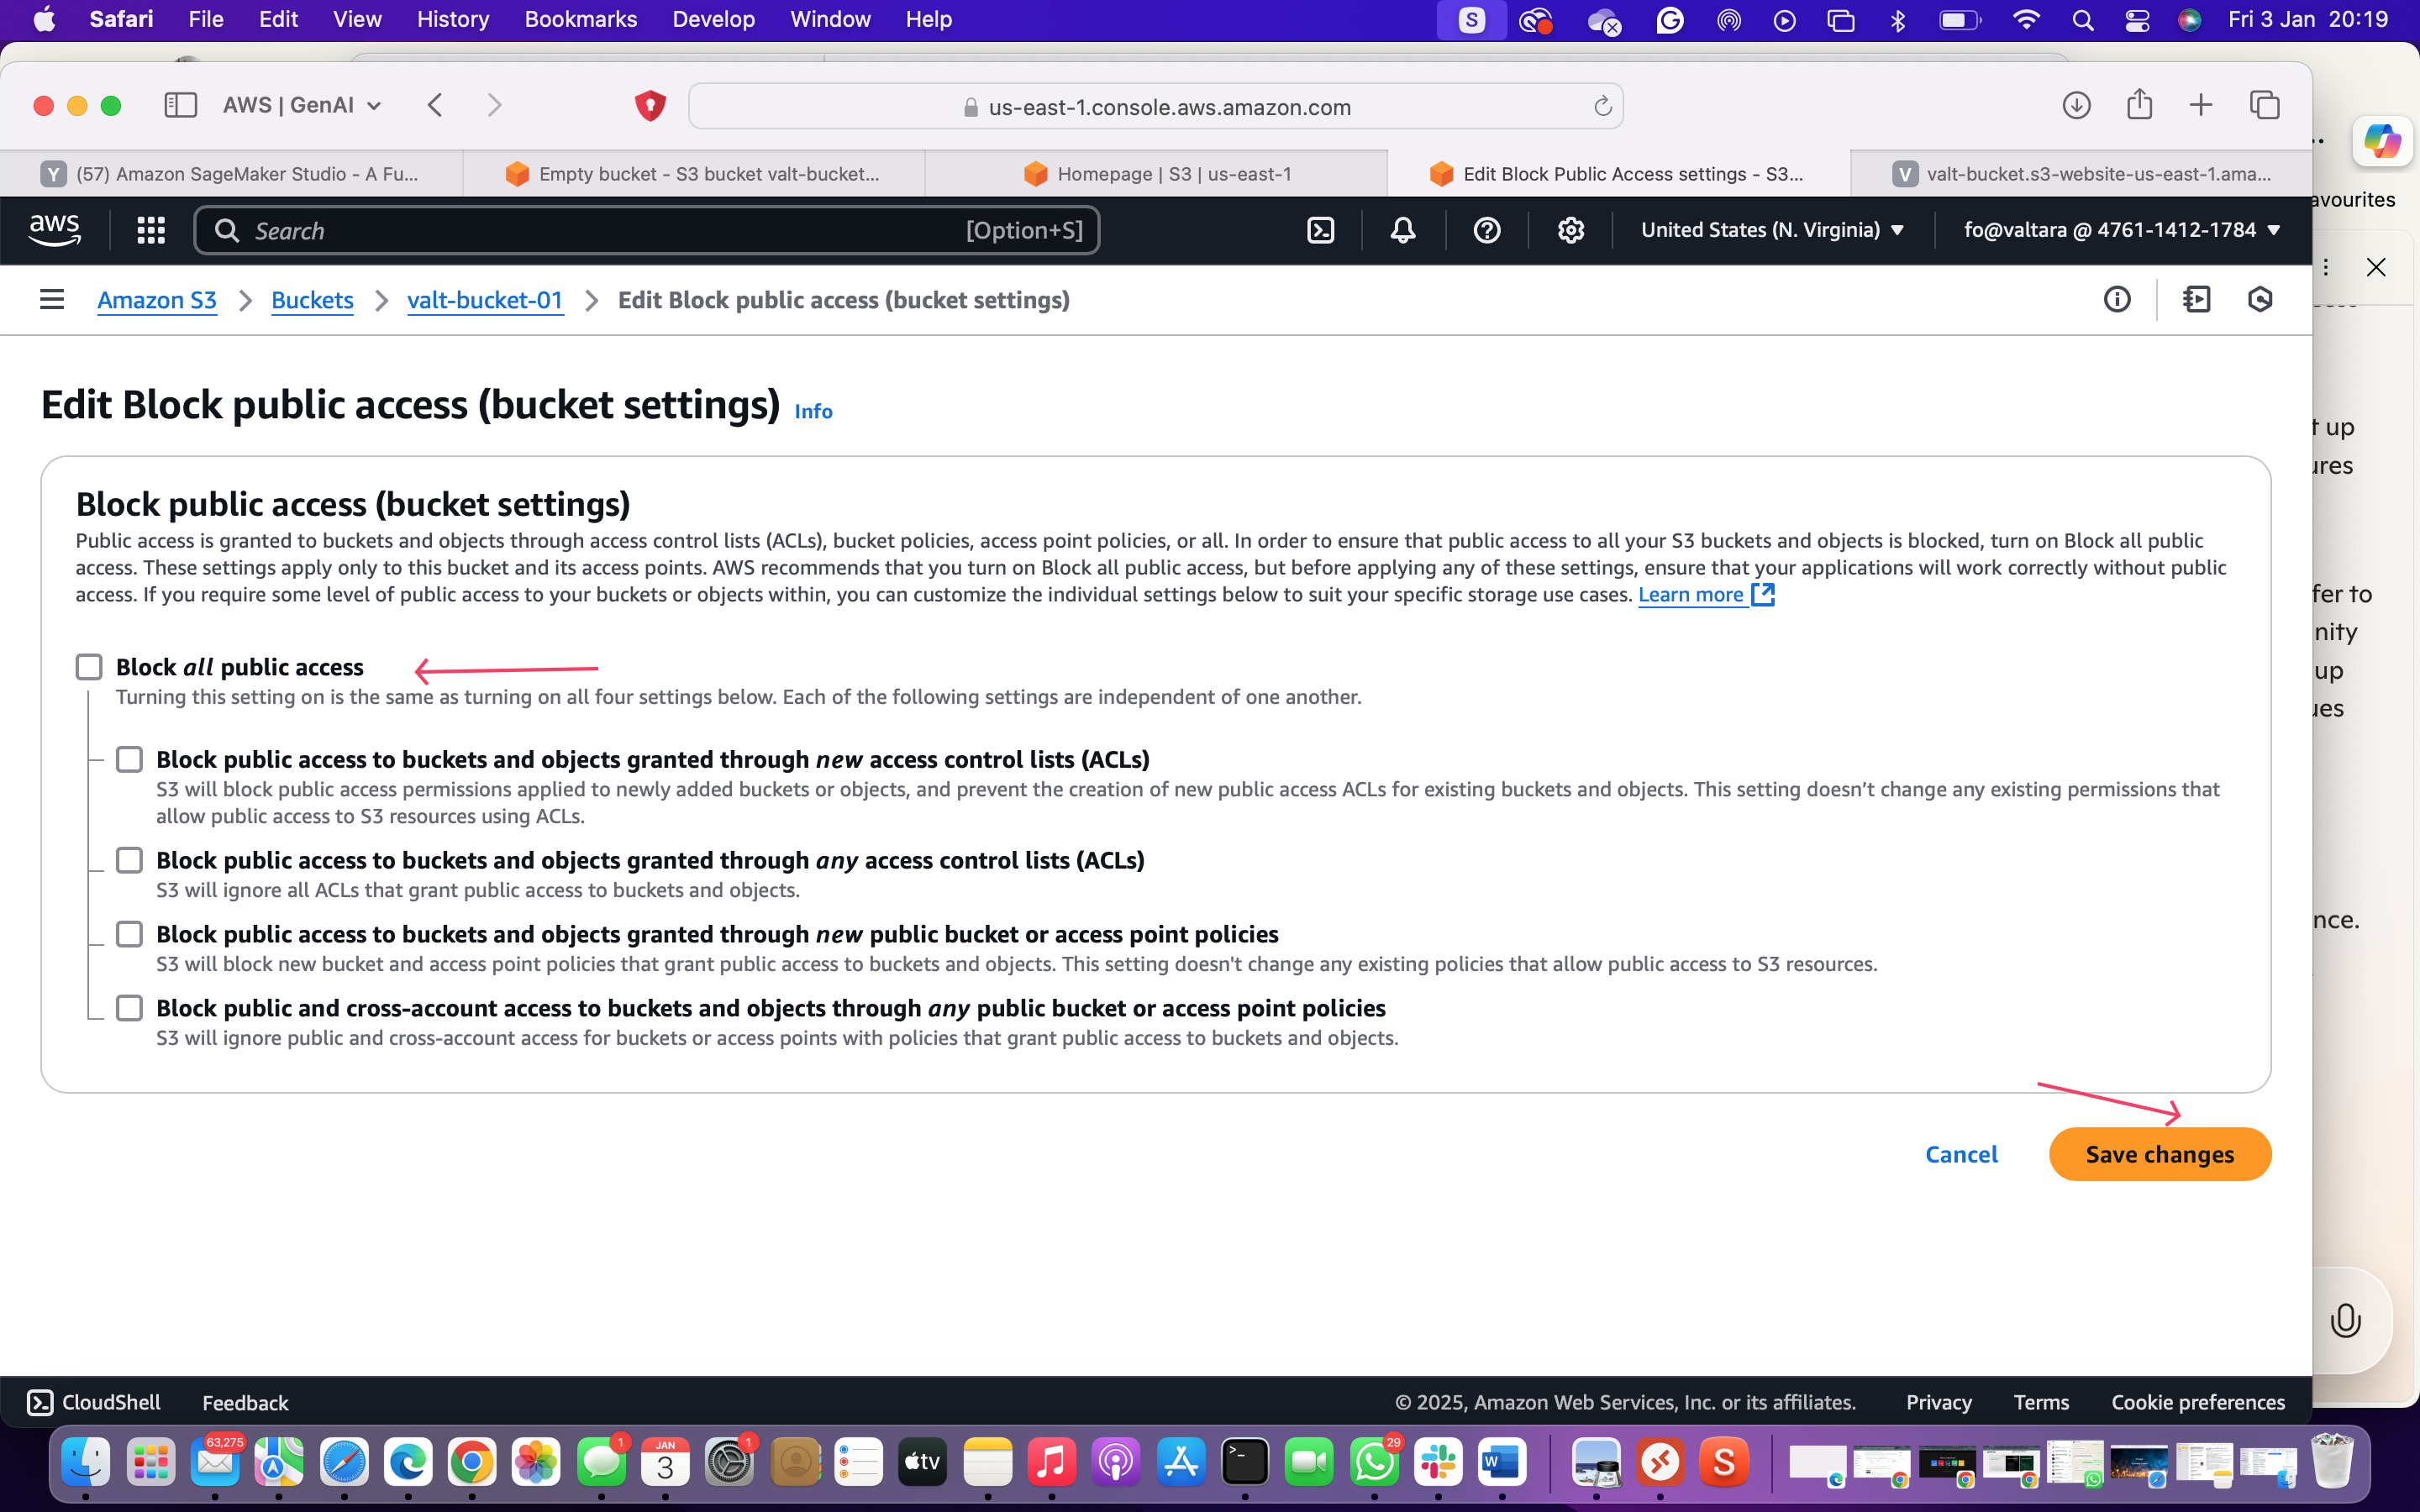 Safari File Edit View History Bookmarks Develop Window Help S Fri 3 Jan 20:19
AWS | GenAI us-east-1.console.aws.amazon.com
Y (57) Amazon SageMaker Studio - A Fu... Empty bucket - S3 bucket valt-bucket... Homepage | S3 | us-east-1 Edit Block Public Access settings - S3... V valt-bucket.s3-website-us-east-1.ama...
avourites
aws Search [Option+S] United States (N. Virginia) fo@valtara @ 4761-1412-1784
Amazon S3 > Buckets > valt-bucket-01 > Edit Block public access (bucket settings)
Edit Block public access (bucket settings) Info
t up
ures
Block public access (bucket settings)
Public access is granted to buckets and objects through access control lists (ACLs), bucket policies, access point policies, or all. In order to ensure that public access to all your S3 buckets and objects is blocked, turn on Block all public
access. These settings apply only to this bucket and its access points. AWS recommends that you turn on Block all public access, but before applying any of these settings, ensure that your applications will work correctly without public
access. If you require some level of public access to your buckets or objects within, you can customize the individual settings below to suit your specific storage use cases. Learn more
fer to
nity
up
ues
Block all public access
Turning this setting on is the same as turning on all four settings below. Each of the following settings are independent of one another.
Block public access to buckets and objects granted through new access control lists (ACLs)
S3 will block public access permissions applied to newly added buckets or objects, and prevent the creation of new public access ACLs for existing buckets and objects. This setting doesn’t change any existing permissions that
allow public access to S3 resources using ACLs.
Block public access to buckets and objects granted through any access control lists (ACLs)
S3 will ignore all ACLs that grant public access to buckets and objects.
nce.
Block public access to buckets and objects granted through new public bucket or access point policies
S3 will block new bucket and access point policies that grant public access to buckets and objects. This setting doesn't change any existing policies that allow public access to S3 resources.
Block public and cross-account access to buckets and objects through any public bucket or access point policies
S3 will ignore public and cross-account access for buckets or access points with policies that grant public access to buckets and objects.
Cancel Save changes
CloudShell Feedback © 2025, Amazon Web Services, Inc. or its affiliates. Privacy Terms Cookie preferences
63,275 1 JAN 3 1 tv 29 W S